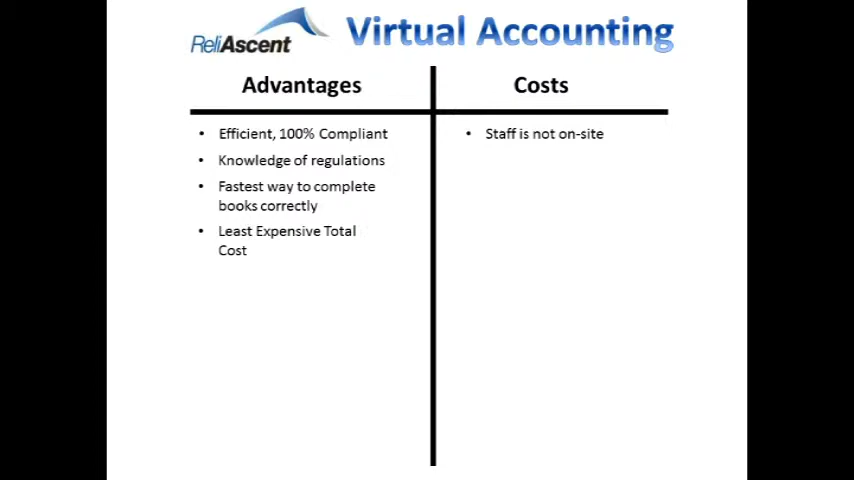 ReliAscent
Virtual Accounting
Advantages
Costs
• Efficient, 100% Compliant
• Knowledge of regulations
• Fastest way to complete
books correctly
• Least Expensive Total
Cost
• Staff is not on-site